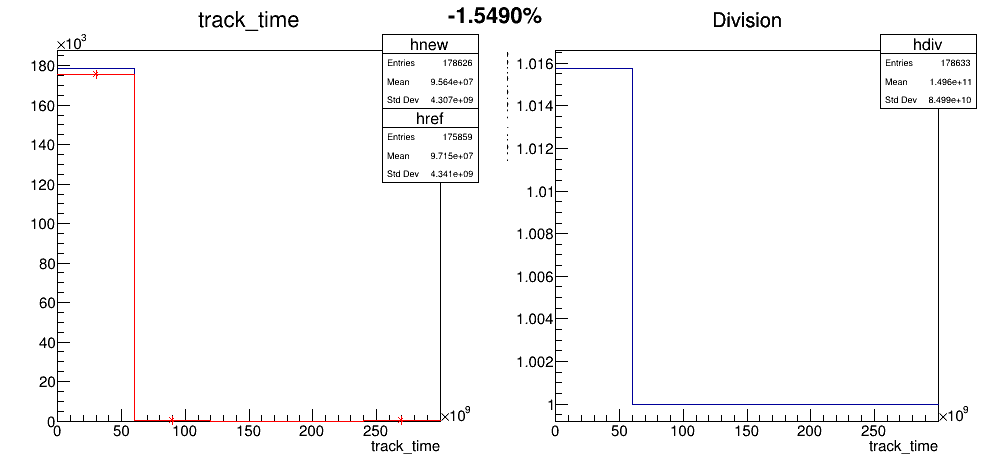 -1.5490%
track_time
×10³
hnew
Entries 178626
Mean 9.564e+07
Std Dev 4.307e+09
href
Entries 175859
Mean 9.715e+07
Std Dev 4.341e+09
180
160
140
120
100
80
60
40
20
0
0 50 100 150 200 250
×10⁹
track_time
Division
hdiv
Entries 178633
Mean 1.496e+11
Std Dev 8.499e+10
1.016
1.014
1.012
1.01
1.008
1.006
1.004
1.002
1
0 50 100 150 200 250
×10⁹
track_time